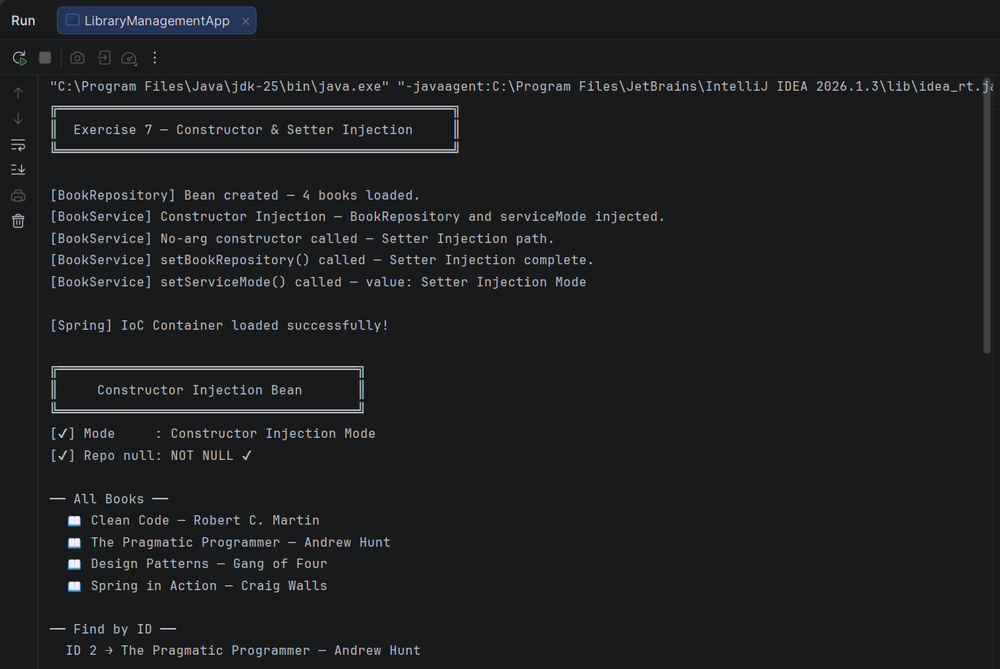 Run LibraryManagementApp
"C:\Program Files\Java\jdk-25\bin\java.exe" "-javaagent:C:\Program Files\JetBrains\IntelliJ IDEA 2026.1.3\lib\idea_rt.ja
Exercise 7 — Constructor & Setter Injection
[BookRepository] Bean created — 4 books loaded.
[BookService] Constructor Injection — BookRepository and serviceMode injected.
[BookService] No-arg constructor called — Setter Injection path.
[BookService] setBookRepository() called — Setter Injection complete.
[BookService] setServiceMode() called — value: Setter Injection Mode
[Spring] IoC Container loaded successfully!
Constructor Injection Bean
[✔] Mode     : Constructor Injection Mode
[✔] Repo null: NOT NULL ✔
── All Books ──
📖 Clean Code — Robert C. Martin
📖 The Pragmatic Programmer — Andrew Hunt
📖 Design Patterns — Gang of Four
📖 Spring in Action — Craig Walls
── Find by ID ──
ID 2 → The Pragmatic Programmer — Andrew Hunt